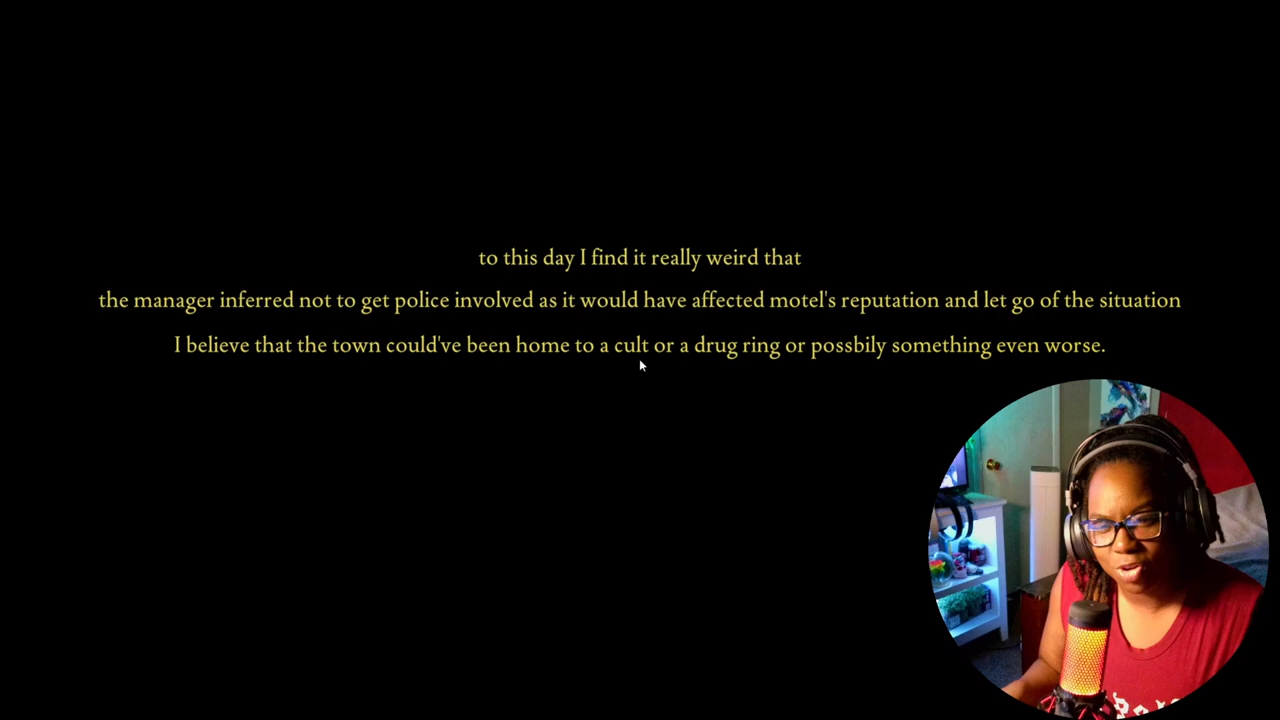 to this day I find it really weird that
the manager inferred not to get police involved as it would have affected motel's reputation and let go of the situation
I believe that the town could've been home to a cult or a drug ring or possbily something even worse.